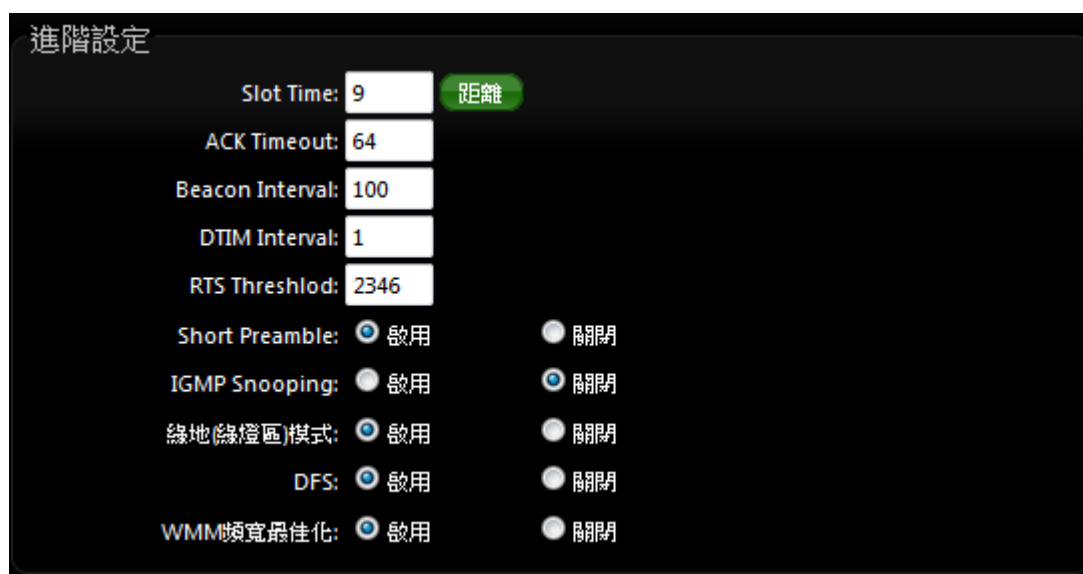 進階設定
Slot Time: 9 距離
ACK Timeout: 64
Beacon Interval: 100
DTIM Interval: 1
RTS Threshlod: 2346
Short Preamble: 啟用 關閉
IGMP Snooping: 啟用 關閉
綠地(綠燈區)模式: 啟用 關閉
DFS: 啟用 關閉
WMM頻寬最佳化: 啟用 關閉